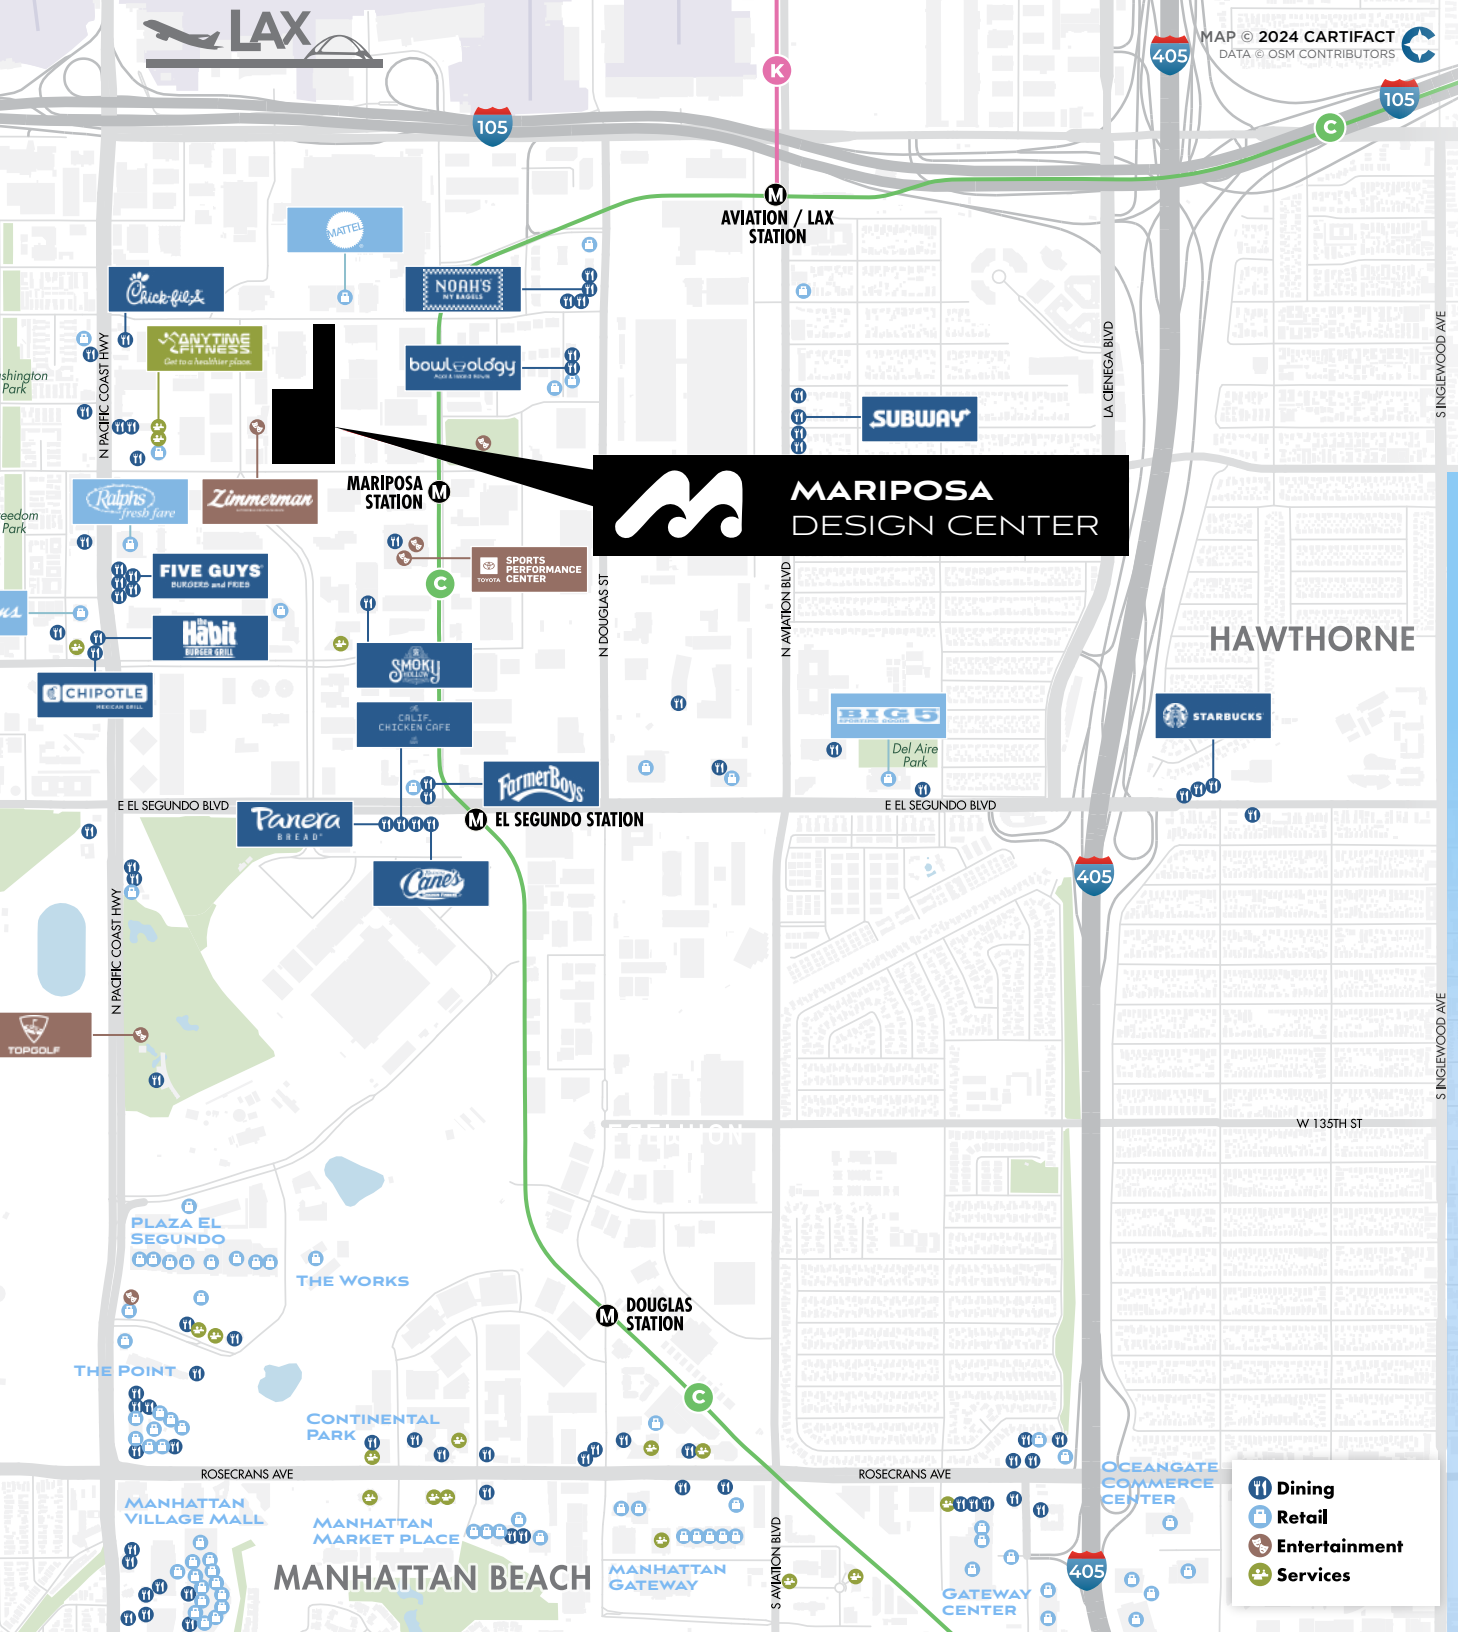 LAX
MAP © 2024 CARTIFACT
DATA © OSM CONTRIBUTORS
405
105
105
K
C
M
AVIATION / LAX
STATION
MATTEL
Chick-fil-A
NOAH'S
NY BAGELS
ANYTIME
FITNESS
Get to a healthier place.
bowlology
N PACIFIC COAST HWY
LA CIENEGA BLVD
S INGLEWOOD AVE
shington
Park
SUBWAY
MARIPOSA
STATION
M
MARIPOSA
DESIGN CENTER
Ralphs
fresh fare
Zimmerman
eedom
Park
FIVE GUYS
BURGERS and FRIES
TOYOTA
SPORTS
PERFORMANCE
CENTER
C
N DOUGLAS ST
N AVIATION BLVD
the
Habit
BURGER GRILL
HAWTHORNE
SMOKY
HOLLOW
CHIPOTLE
MEXICAN GRILL
CALIF.
CHICKEN CAFE
BIG 5
SPORTING GOODS
STARBUCKS
Del Aire
Park
FarmerBoys
E EL SEGUNDO BLVD
E EL SEGUNDO BLVD
Panera
BREAD
M
EL SEGUNDO STATION
Cane's
405
N PACIFIC COAST HWY
TOPGOLF
S INGLEWOOD AVE
W 135TH ST
PLAZA EL
SEGUNDO
THE WORKS
M
DOUGLAS
STATION
THE POINT
C
CONTINENTAL
PARK
ROSECRANS AVE
ROSECRANS AVE
OCEANGATE
COMMERCE
CENTER
MANHATTAN
VILLAGE MALL
MANHATTAN
MARKET PLACE
MANHATTAN BEACH
MANHATTAN
GATEWAY
S AVIATION BLVD
GATEWAY
CENTER
405
Dining
Retail
Entertainment
Services